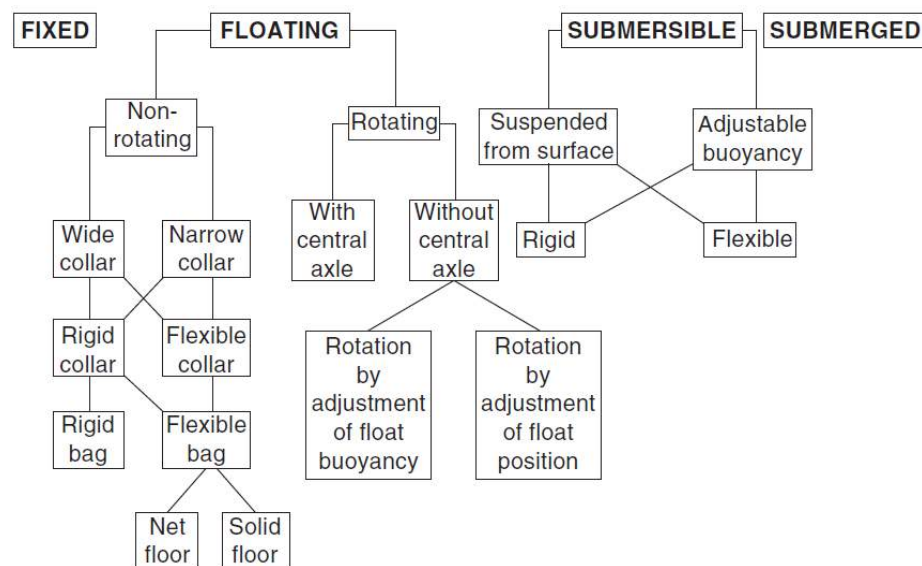 FIXED
FLOATING
SUBMERSIBLE
SUBMERGED
Non-
rotating
Rotating
Suspended
from surface
Adjustable
buoyancy
Wide
collar
Narrow
collar
With
central
axle
Without
central
axle
Rigid
Flexible
Rigid
collar
Flexible
collar
Rotation
by
adjustment
of float
buoyancy
Rotation
by
adjustment
of float
position
Rigid
bag
Flexible
bag
Net
floor
Solid
floor